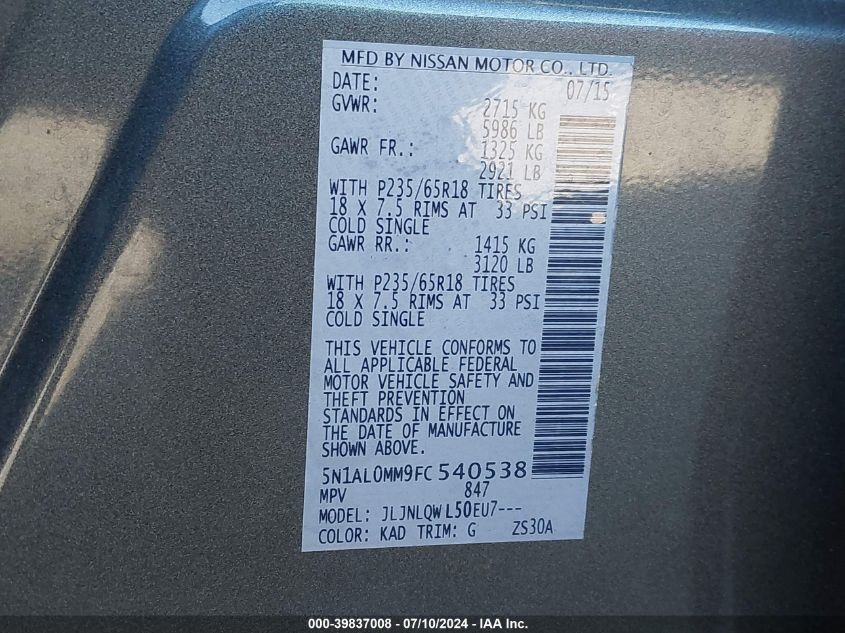 MFD BY NISSAN MOTOR CO., LTD.
DATE: 07/15
GVWR: 2715 KG
5986 LB
GAWR FR.: 1325 KG
2921 LB
WITH P235/65R18 TIRES
18 X 7.5 RIMS AT 33 PSI
COLD SINGLE
GAWR RR.: 1415 KG
3120 LB
WITH P235/65R18 TIRES
18 X 7.5 RIMS AT 33 PSI
COLD SINGLE
THIS VEHICLE CONFORMS TO
ALL APPLICABLE FEDERAL
MOTOR VEHICLE SAFETY AND
THEFT PREVENTION
STANDARDS IN EFFECT ON
THE DATE OF MANUFACTURE
SHOWN ABOVE.
5N1AL0MM9FC540538
MPV 847
MODEL: JLJNLQWL50EU7---
COLOR: KAD TRIM: G ZS30A
000-39837008 - 07/10/2024 - IAA Inc.